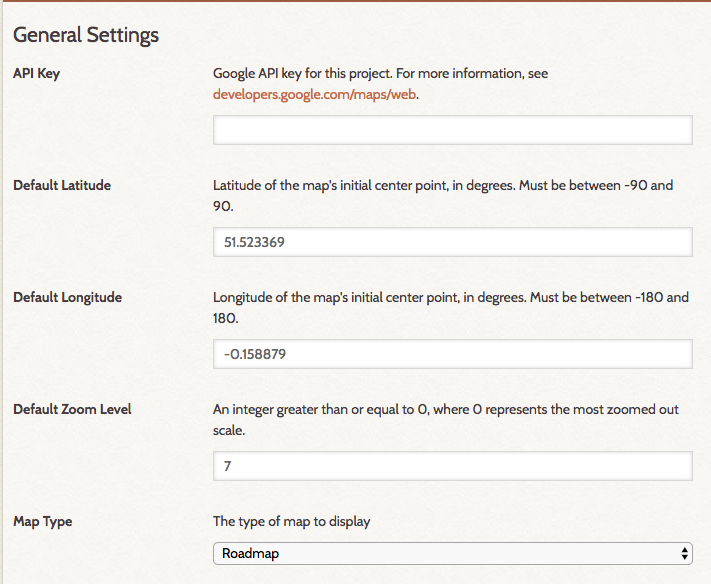 General Settings
API Key
Google API key for this project. For more information, see
developers.google.com/maps/web.
Default Latitude
Latitude of the map's initial center point, in degrees. Must be between -90 and
90.
51.523369
Default Longitude
Longitude of the map's initial center point, in degrees. Must be between -180 and
180.
-0.158879
Default Zoom Level
An integer greater than or equal to 0, where 0 represents the most zoomed out
scale.
7
Map Type
The type of map to display
Roadmap